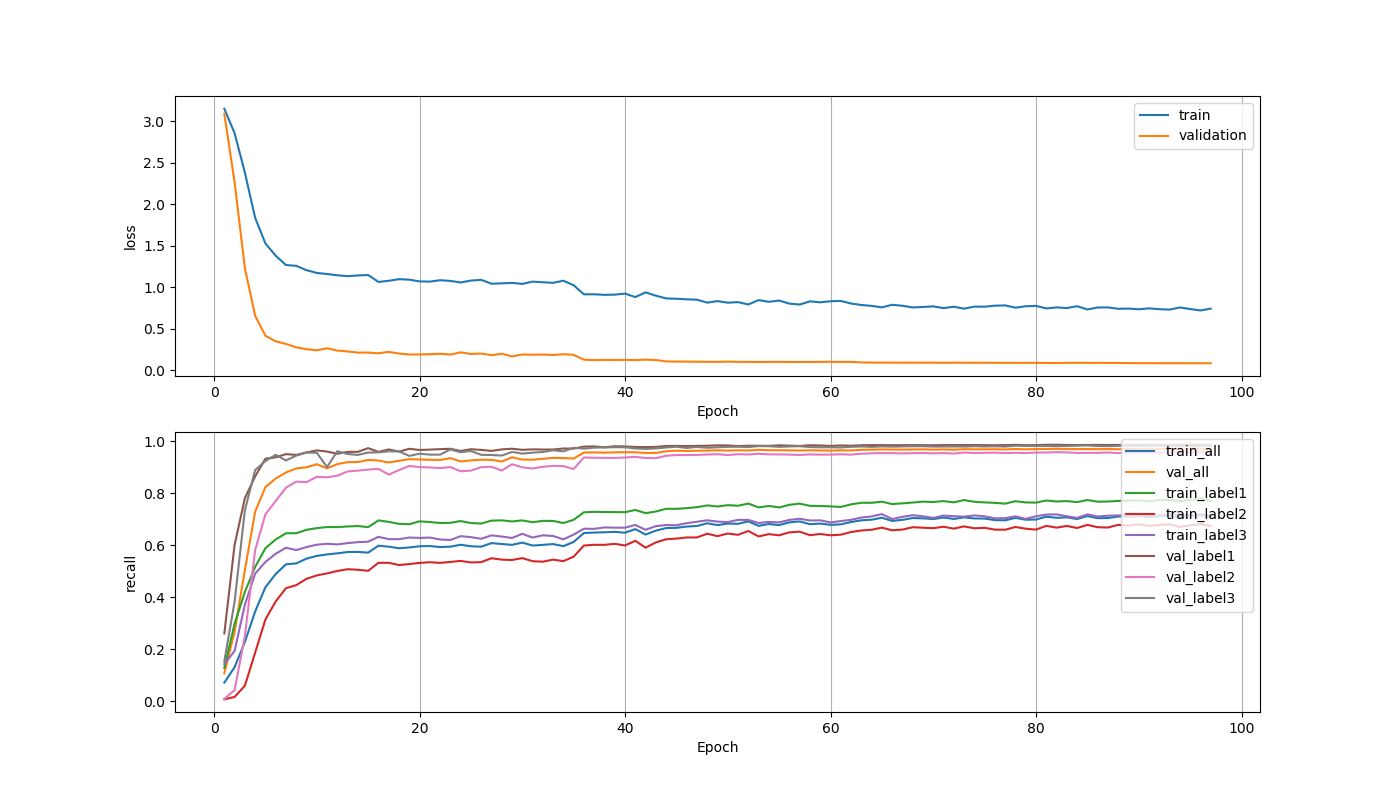 3.0
2.5
2.0
1.5
1.0
0.5
0.0
loss
train
validation
0 20 40 60 80 100
Epoch
1.0
0.8
0.6
0.4
0.2
0.0
recall
train_all
val_all
train_label1
train_label2
train_label3
val_label1
val_label2
val_label3
0 20 40 60 80 100
Epoch